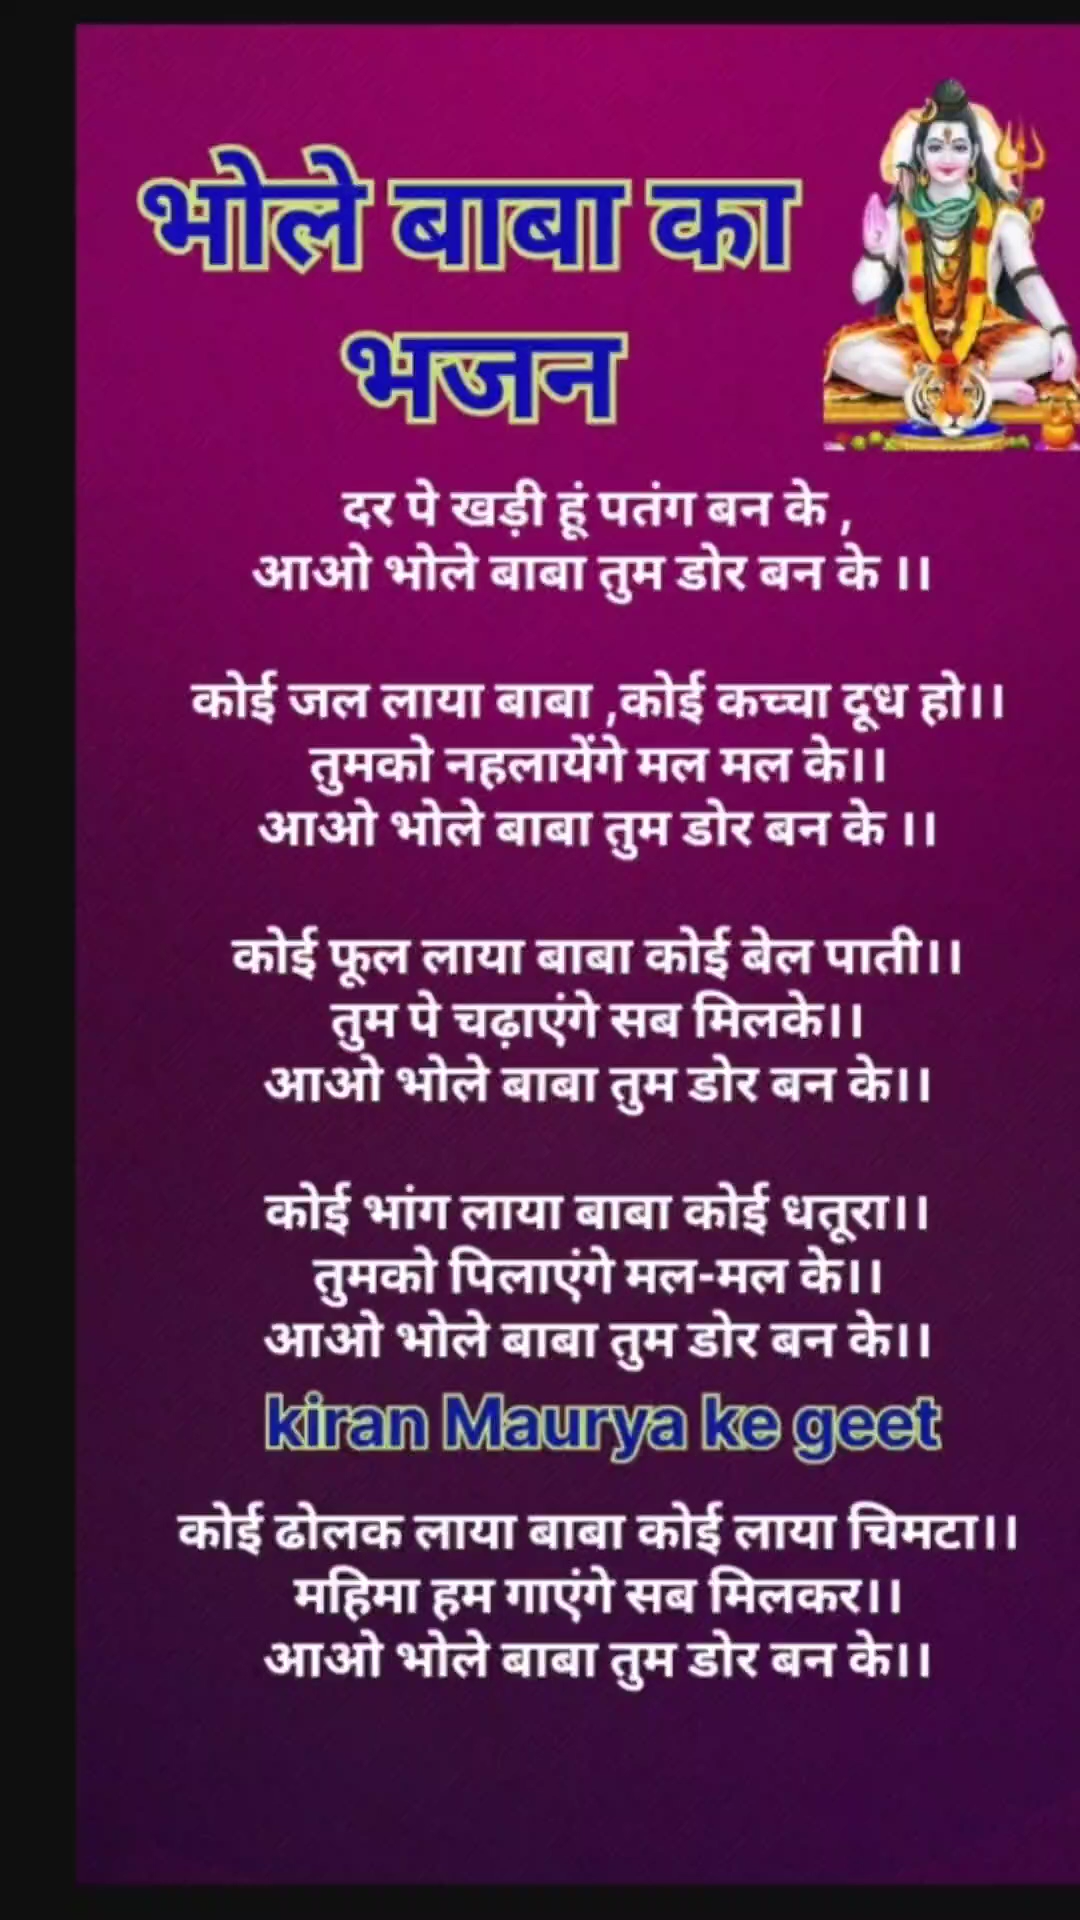 भोले बाबा का
भजन
दर पे खड़ी हूं पतंग बन के ,
आओ भोले बाबा तुम डोर बन के ।।
कोई जल लाया बाबा ,कोई कच्चा दूध हो।।
तुमको नहलायेंगे मल मल के।।
आओ भोले बाबा तुम डोर बन के ।।
कोई फूल लाया बाबा कोई बेल पाती।।
तुम पे चढ़ाएंगे सब मिलके।।
आओ भोले बाबा तुम डोर बन के।।
कोई भांग लाया बाबा कोई धतूरा।।
तुमको पिलाएंगे मल-मल के।।
आओ भोले बाबा तुम डोर बन के।।
kiran Maurya ke geet
कोई ढोलक लाया बाबा कोई लाया चिमटा।।
महिमा हम गाएंगे सब मिलकर।।
आओ भोले बाबा तुम डोर बन के।।